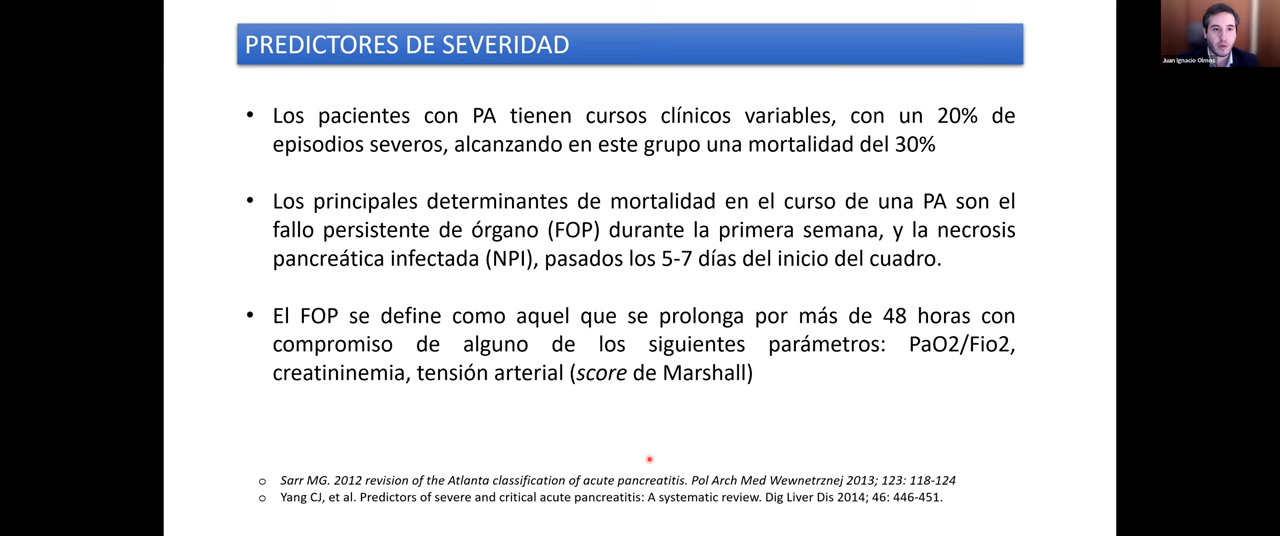 PREDICTORES DE SEVERIDAD
Juan Ignacio Olmos
• Los pacientes con PA tienen cursos clínicos variables, con un 20% de
episodios severos, alcanzando en este grupo una mortalidad del 30%
• Los principales determinantes de mortalidad en el curso de una PA son el
fallo persistente de órgano (FOP) durante la primera semana, y la necrosis
pancreática infectada (NPI), pasados los 5-7 días del inicio del cuadro.
• El FOP se define como aquel que se prolonga por más de 48 horas con
compromiso de alguno de los siguientes parámetros: PaO2/Fio2,
creatininemia, tensión arterial (score de Marshall)
o Sarr MG. 2012 revision of the Atlanta classification of acute pancreatitis. Pol Arch Med Wewnetrznej 2013; 123: 118-124
o Yang CJ, et al. Predictors of severe and critical acute pancreatitis: A systematic review. Dig Liver Dis 2014; 46: 446-451.